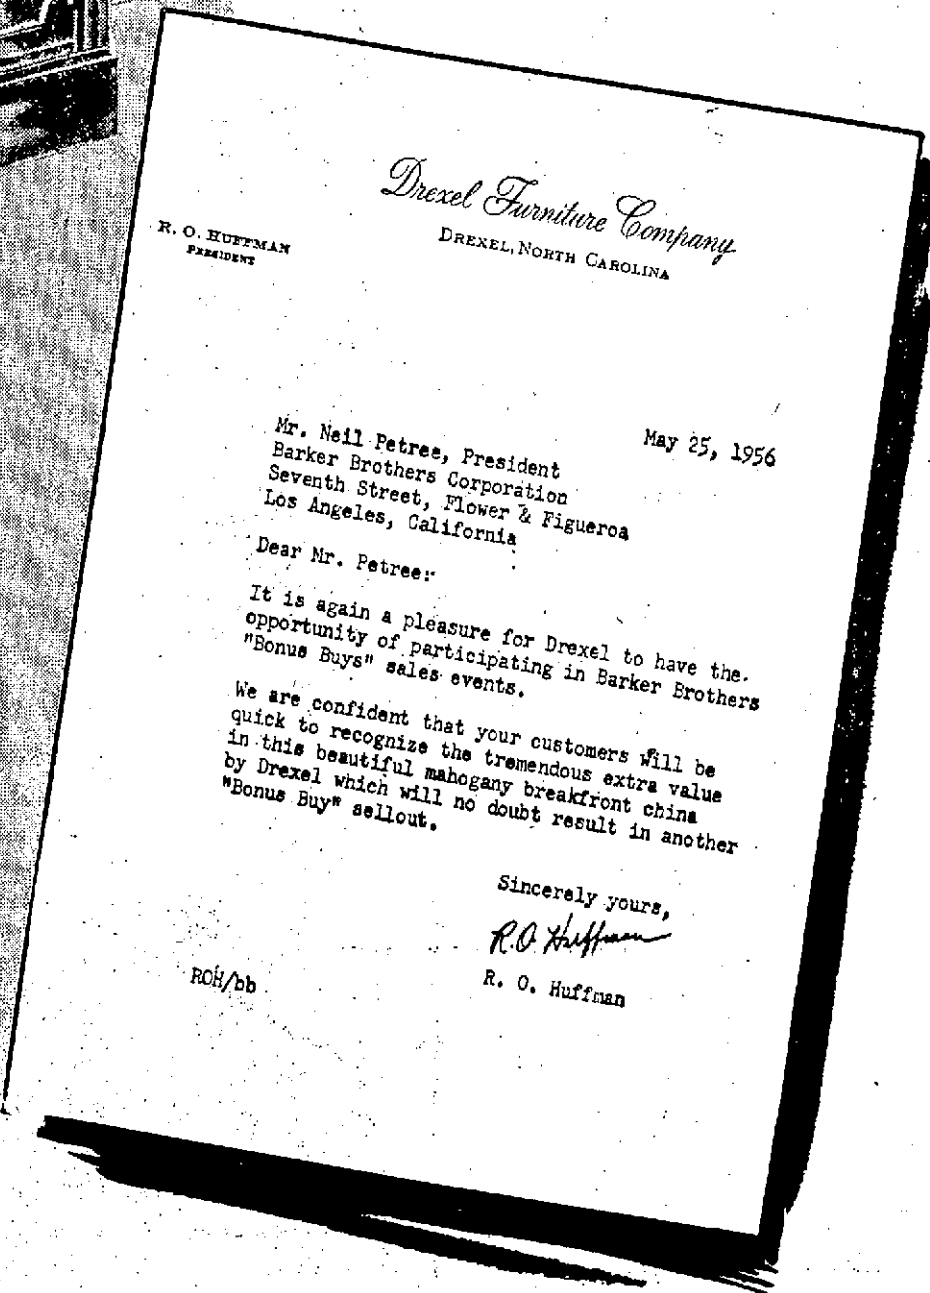 Drexel Furniture Company
Drexel, North Carolina
R. O. Huffman
President
May 25, 1956
Mr. Neil Petree, President
Barker Brothers Corporation
Seventh Street, Flower & Figueroa
Los Angeles, California
Dear Mr. Petree:
It is again a pleasure for Drexel to have the
opportunity of participating in Barker Brothers
"Bonus Buys" sales events.
We are confident that your customers will be
quick to recognize the tremendous extra value
in this beautiful mahogany breakfront china
by Drexel which will no doubt result in another
"Bonus Buy" sellout.
Sincerely yours,
R.O. Huffman
R. O. Huffman
ROH/bb